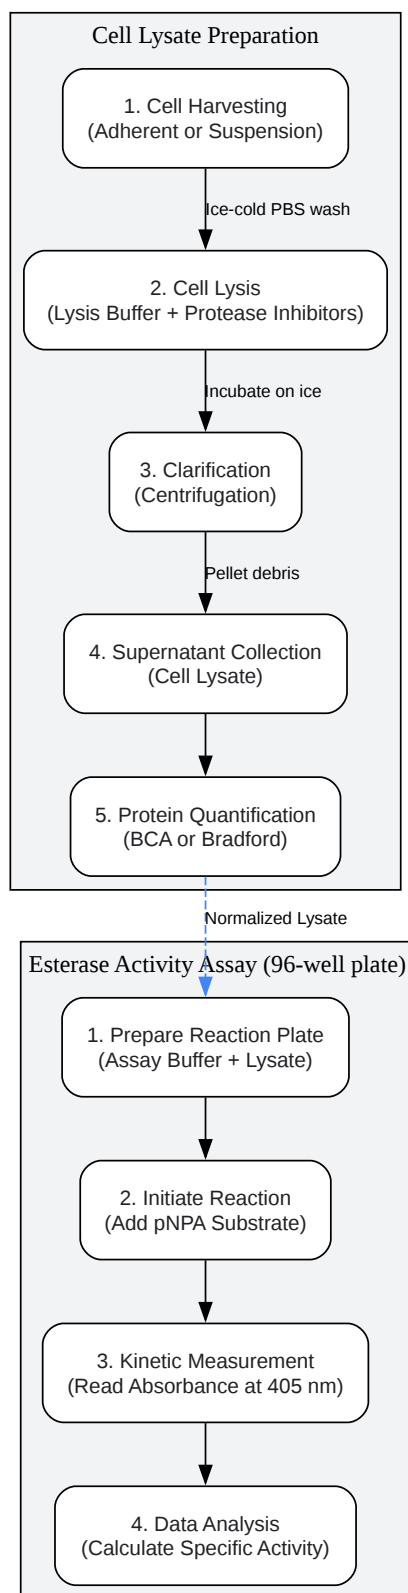 Cell Lysate Preparation
1. Cell Harvesting
(Adherent or Suspension)
Ice-cold PBS wash
2. Cell Lysis
(Lysis Buffer + Protease Inhibitors)
Incubate on ice
3. Clarification
(Centrifugation)
Pellet debris
4. Supernatant Collection
(Cell Lysate)
5. Protein Quantification
(BCA or Bradford)
Normalized Lysate
Esterase Activity Assay (96-well plate)
1. Prepare Reaction Plate
(Assay Buffer + Lysate)
2. Initiate Reaction
(Add pNPA Substrate)
3. Kinetic Measurement
(Read Absorbance at 405 nm)
4. Data Analysis
(Calculate Specific Activity)